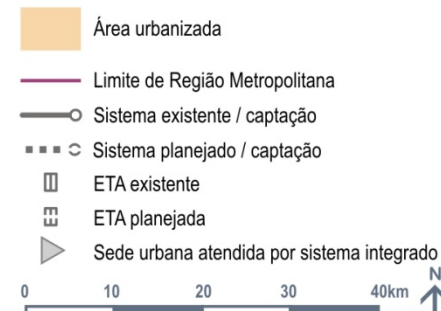 Área urbanizada
Limite de Região Metropolitana
Sistema existente / captação
Sistema planejado / captação
ETA existente
ETA planejada
Sede urbana atendida por sistema integrado
N
0 10 20 30 40km